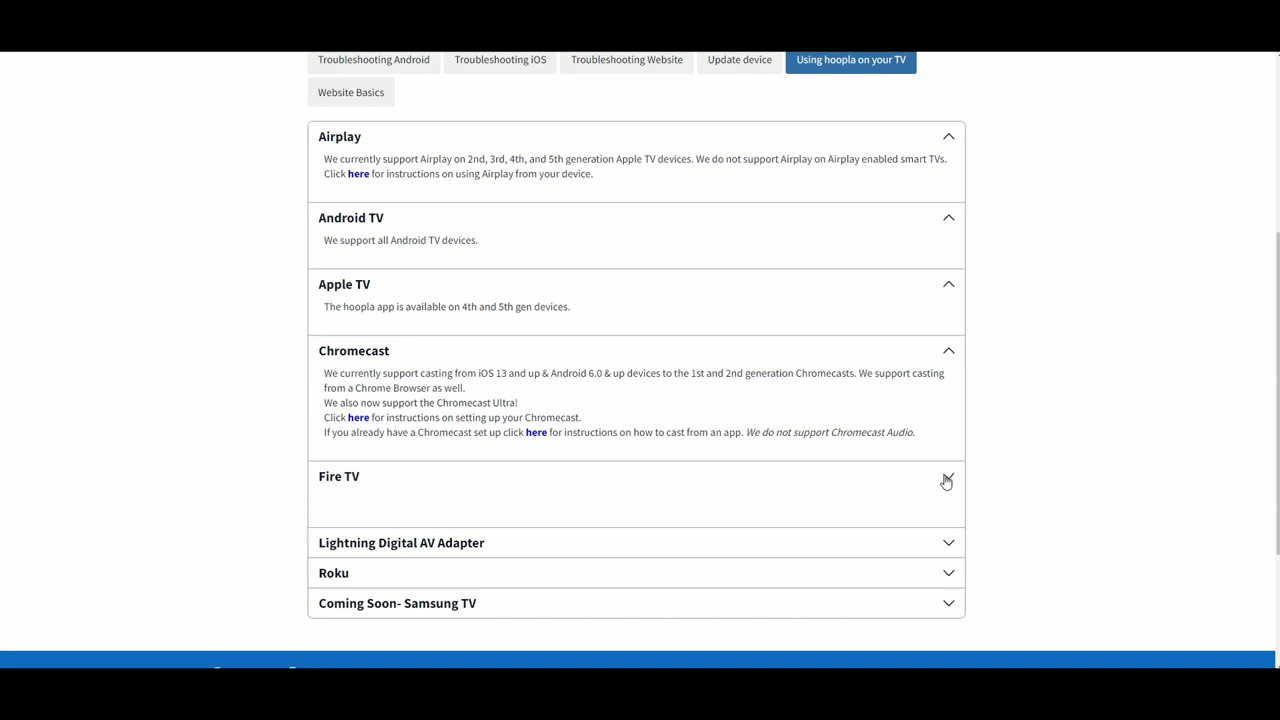 Troubleshooting Android Troubleshooting iOS Troubleshooting Website Update device Using hoopla on your TV
Website Basics
Airplay
We currently support Airplay on 2nd, 3rd, 4th, and 5th generation Apple TV devices. We do not support Airplay on Airplay enabled smart TVs.
Click here for instructions on using Airplay from your device.
Android TV
We support all Android TV devices.
Apple TV
The hoopla app is available on 4th and 5th gen devices.
Chromecast
We currently support casting from iOS 13 and up & Android 6.0 & up devices to the 1st and 2nd generation Chromecasts. We support casting
from a Chrome Browser as well.
We also now support the Chromecast Ultra!
Click here for instructions on setting up your Chromecast.
If you already have a Chromecast set up click here for instructions on how to cast from an app. We do not support Chromecast Audio.
Fire TV
Lightning Digital AV Adapter
Roku
Coming Soon- Samsung TV